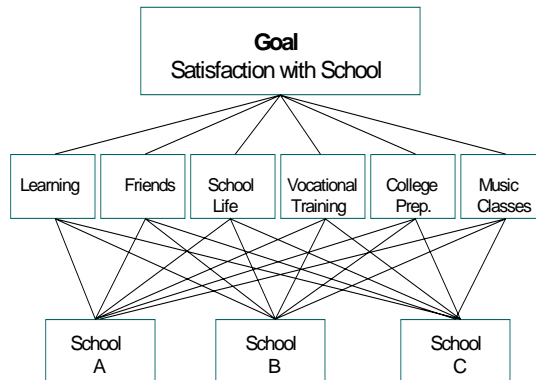 Goal
Satisfaction with School
Learning
Friends
School
Life
Vocational
Training
College
Prep.
Music
Classes
School
A
School
B
School
C